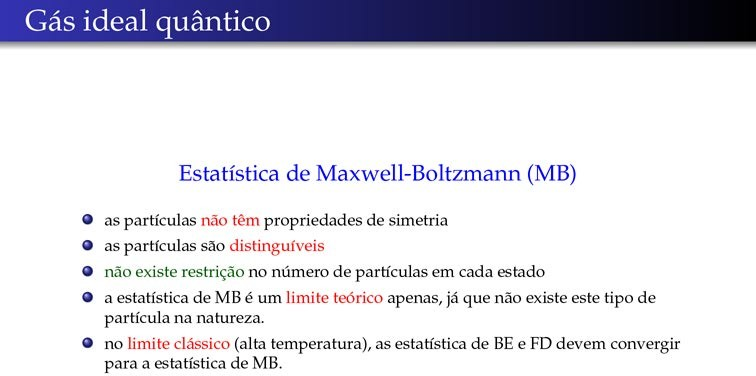 Gás ideal quântico
Estatística de Maxwell-Boltzmann (MB)
as partículas não têm propriedades de simetria
as partículas são distinguíveis
não existe restrição no número de partículas em cada estado
a estatística de MB é um limite teórico apenas, já que não existe este tipo de
partícula na natureza.
no limite clássico (alta temperatura), as estatística de BE e FD devem convergir
para a estatística de MB.